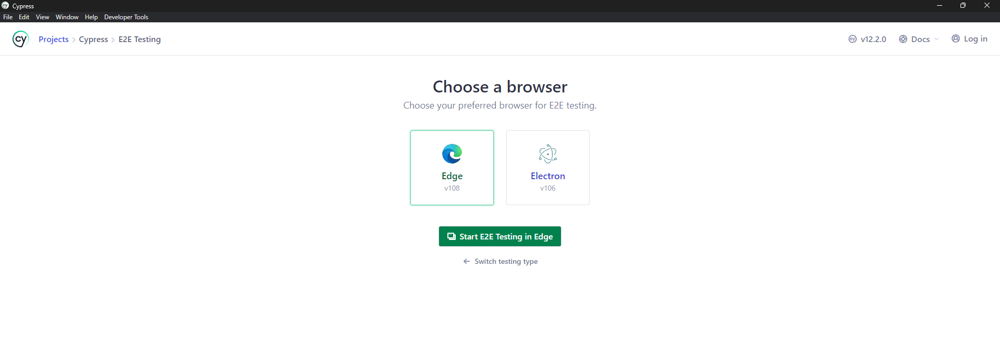 Cypress
File Edit View Window Help Developer Tools
cy Projects Cypress E2E Testing
cy v12.2.0 Docs Log in
Choose a browser
Choose your preferred browser for E2E testing.
Edge
v108
Electron
v106
Start E2E Testing in Edge
Switch testing type